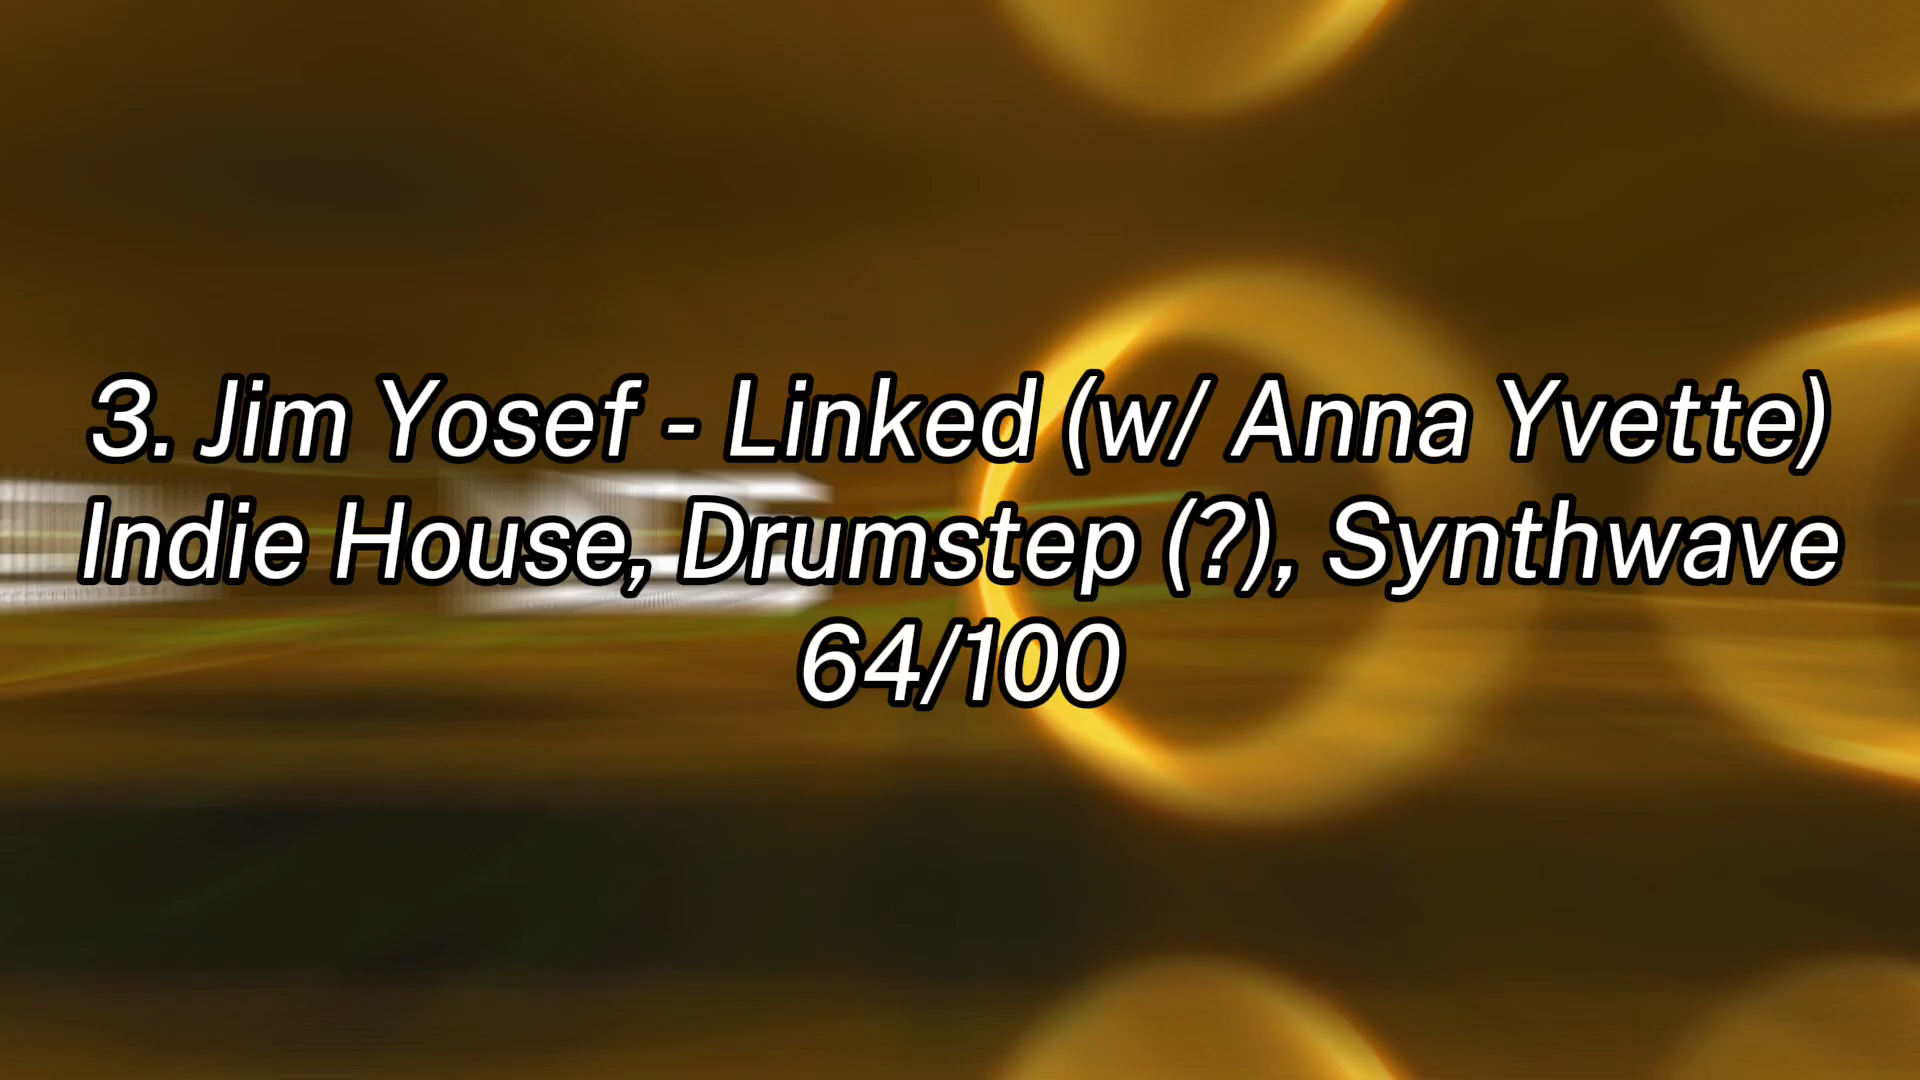 3. Jim Yosef - Linked (w/ Anna Yvette)
Indie House, Drumstep (?), Synthwave
64/100